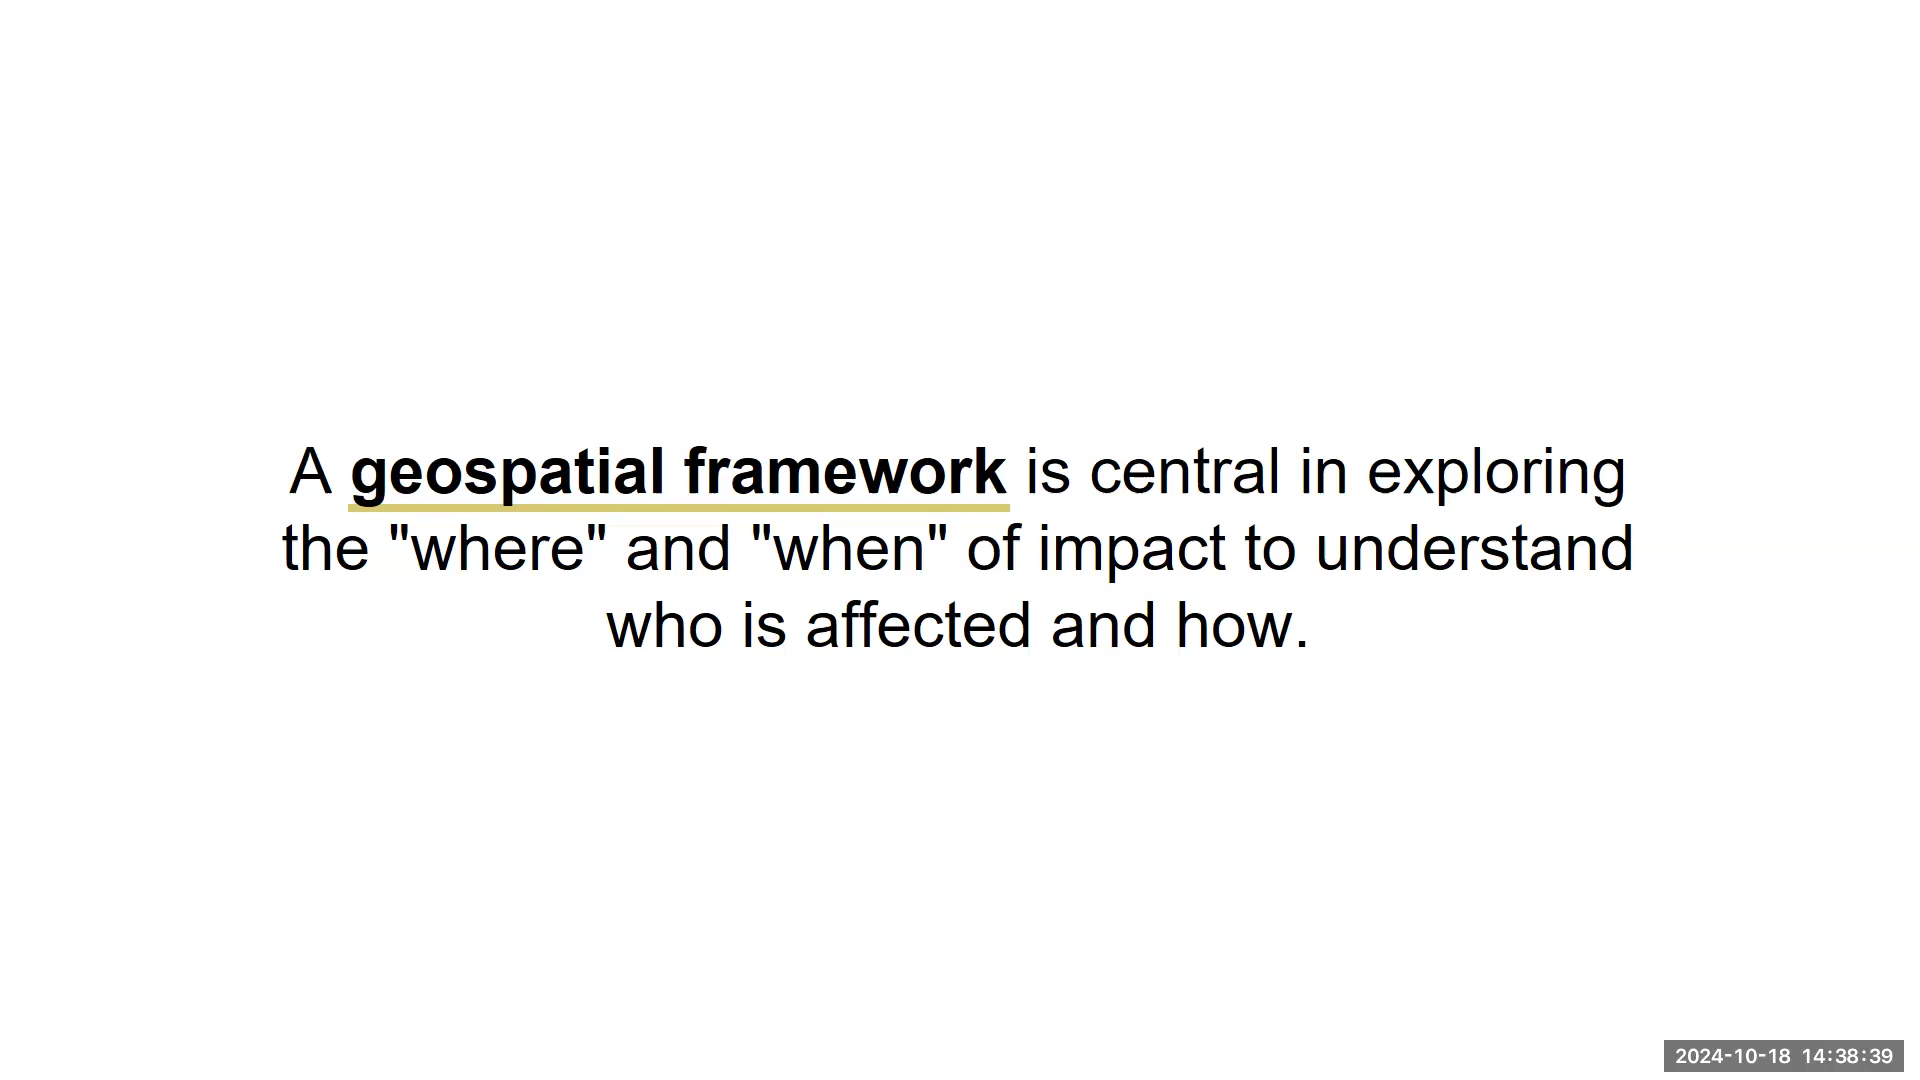 A geospatial framework is central in exploring
the "where" and "when" of impact to understand
who is affected and how.
2024-10-18 14:38:39